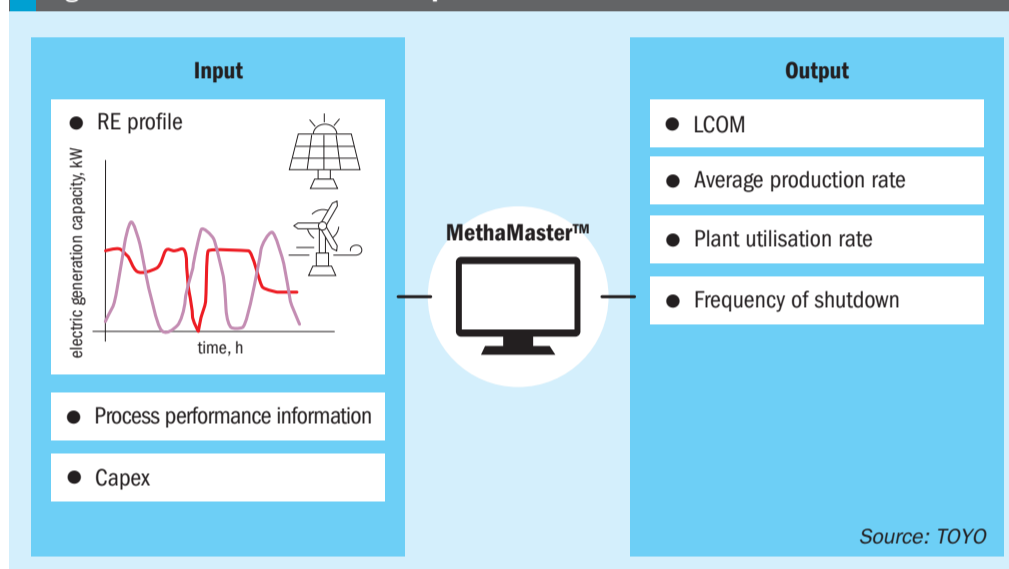 Input
● RE profile
electric generation capacity, kW
time, h
● Process performance information
● Capex
MethaMaster™
Output
● LCOM
● Average production rate
● Plant utilisation rate
● Frequency of shutdown
Source: TOYO